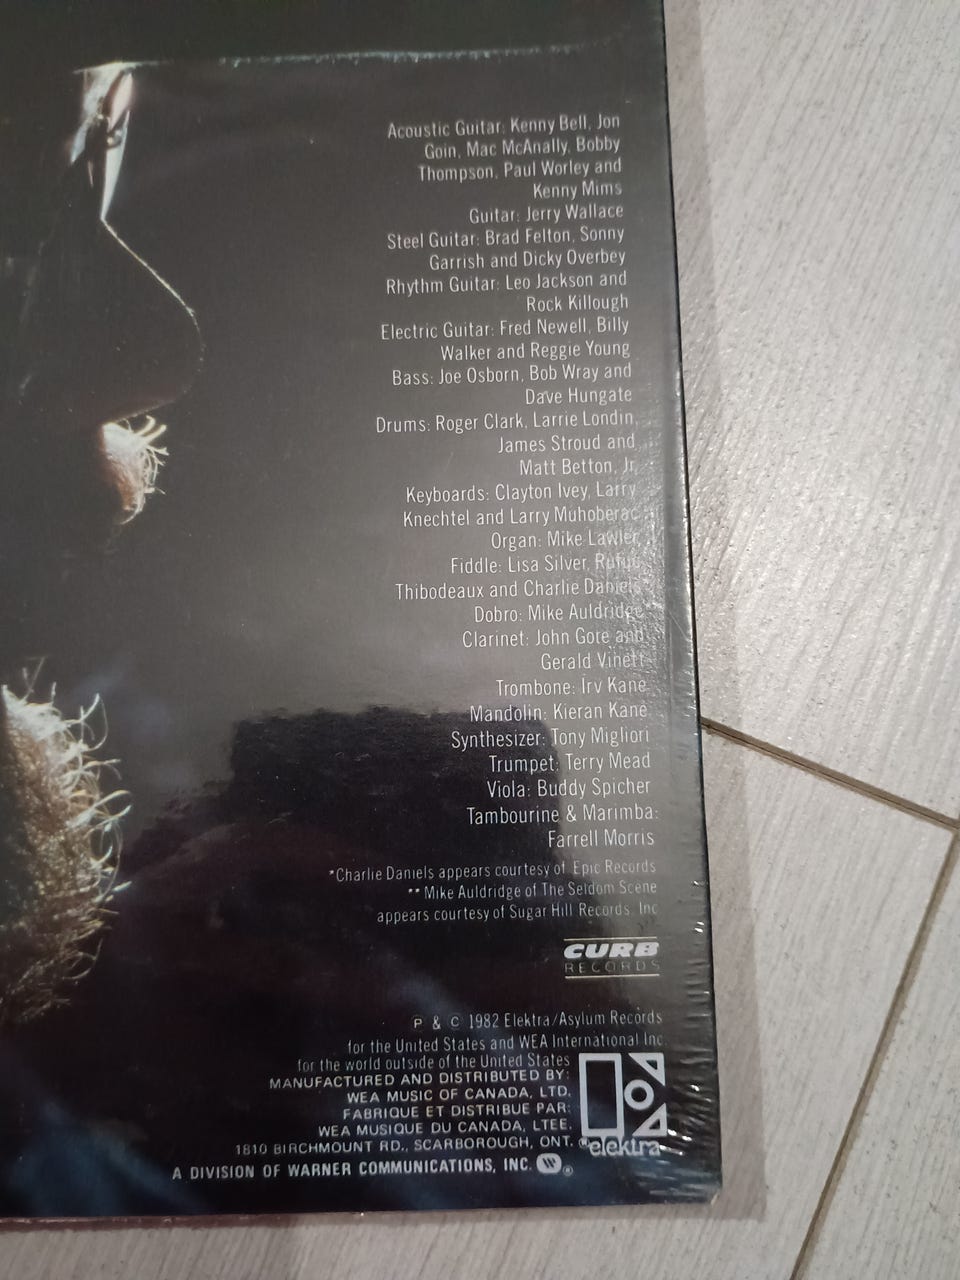 Acoustic Guitar: Kenny Bell, Jon
Goin, Mac McAnally, Bobby
Thompson, Paul Worley and
Kenny Mims
Guitar: Jerry Wallace
Steel Guitar: Brad Felton, Sonny
Garrish and Dicky Overbey
Rhythm Guitar: Leo Jackson and
Rock Killough
Electric Guitar: Fred Newell, Billy
Walker and Reggie Young
Bass: Joe Osborn, Bob Wray and
Dave Hungate
Drums: Roger Clark, Larrie Londin,
James Stroud and
Matt Betton, Jr.
Keyboards: Clayton Ivey, Larry
Knechtel and Larry Muhoberac
Organ: Mike Lawler
Fiddle: Lisa Silver, Rufus
Thibodeaux and Charlie Daniels
Dobro: Mike Auldridge
Clarinet: John Gore and
Gerald Vinett
Trombone: Irv Kane
Mandolin: Kieran Kane
Synthesizer: Tony Migliori
Trumpet: Terry Mead
Viola: Buddy Spicher
Tambourine & Marimba:
Farrell Morris
*Charlie Daniels appears courtesy of Epic Records
** Mike Auldridge of The Seldom Scene
appears courtesy of Sugar Hill Records, Inc
CURB
RECORDS
℗ & © 1982 Elektra/Asylum Records
for the United States and WEA International Inc.
for the world outside of the United States
MANUFACTURED AND DISTRIBUTED BY:
WEA MUSIC OF CANADA, LTD.
FABRIQUE ET DISTRIBUE PAR:
WEA MUSIQUE DU CANADA, LTEE.
1810 BIRCHMOUNT RD., SCARBOROUGH, ONT.
®elektra
A DIVISION OF WARNER COMMUNICATIONS, INC. ®